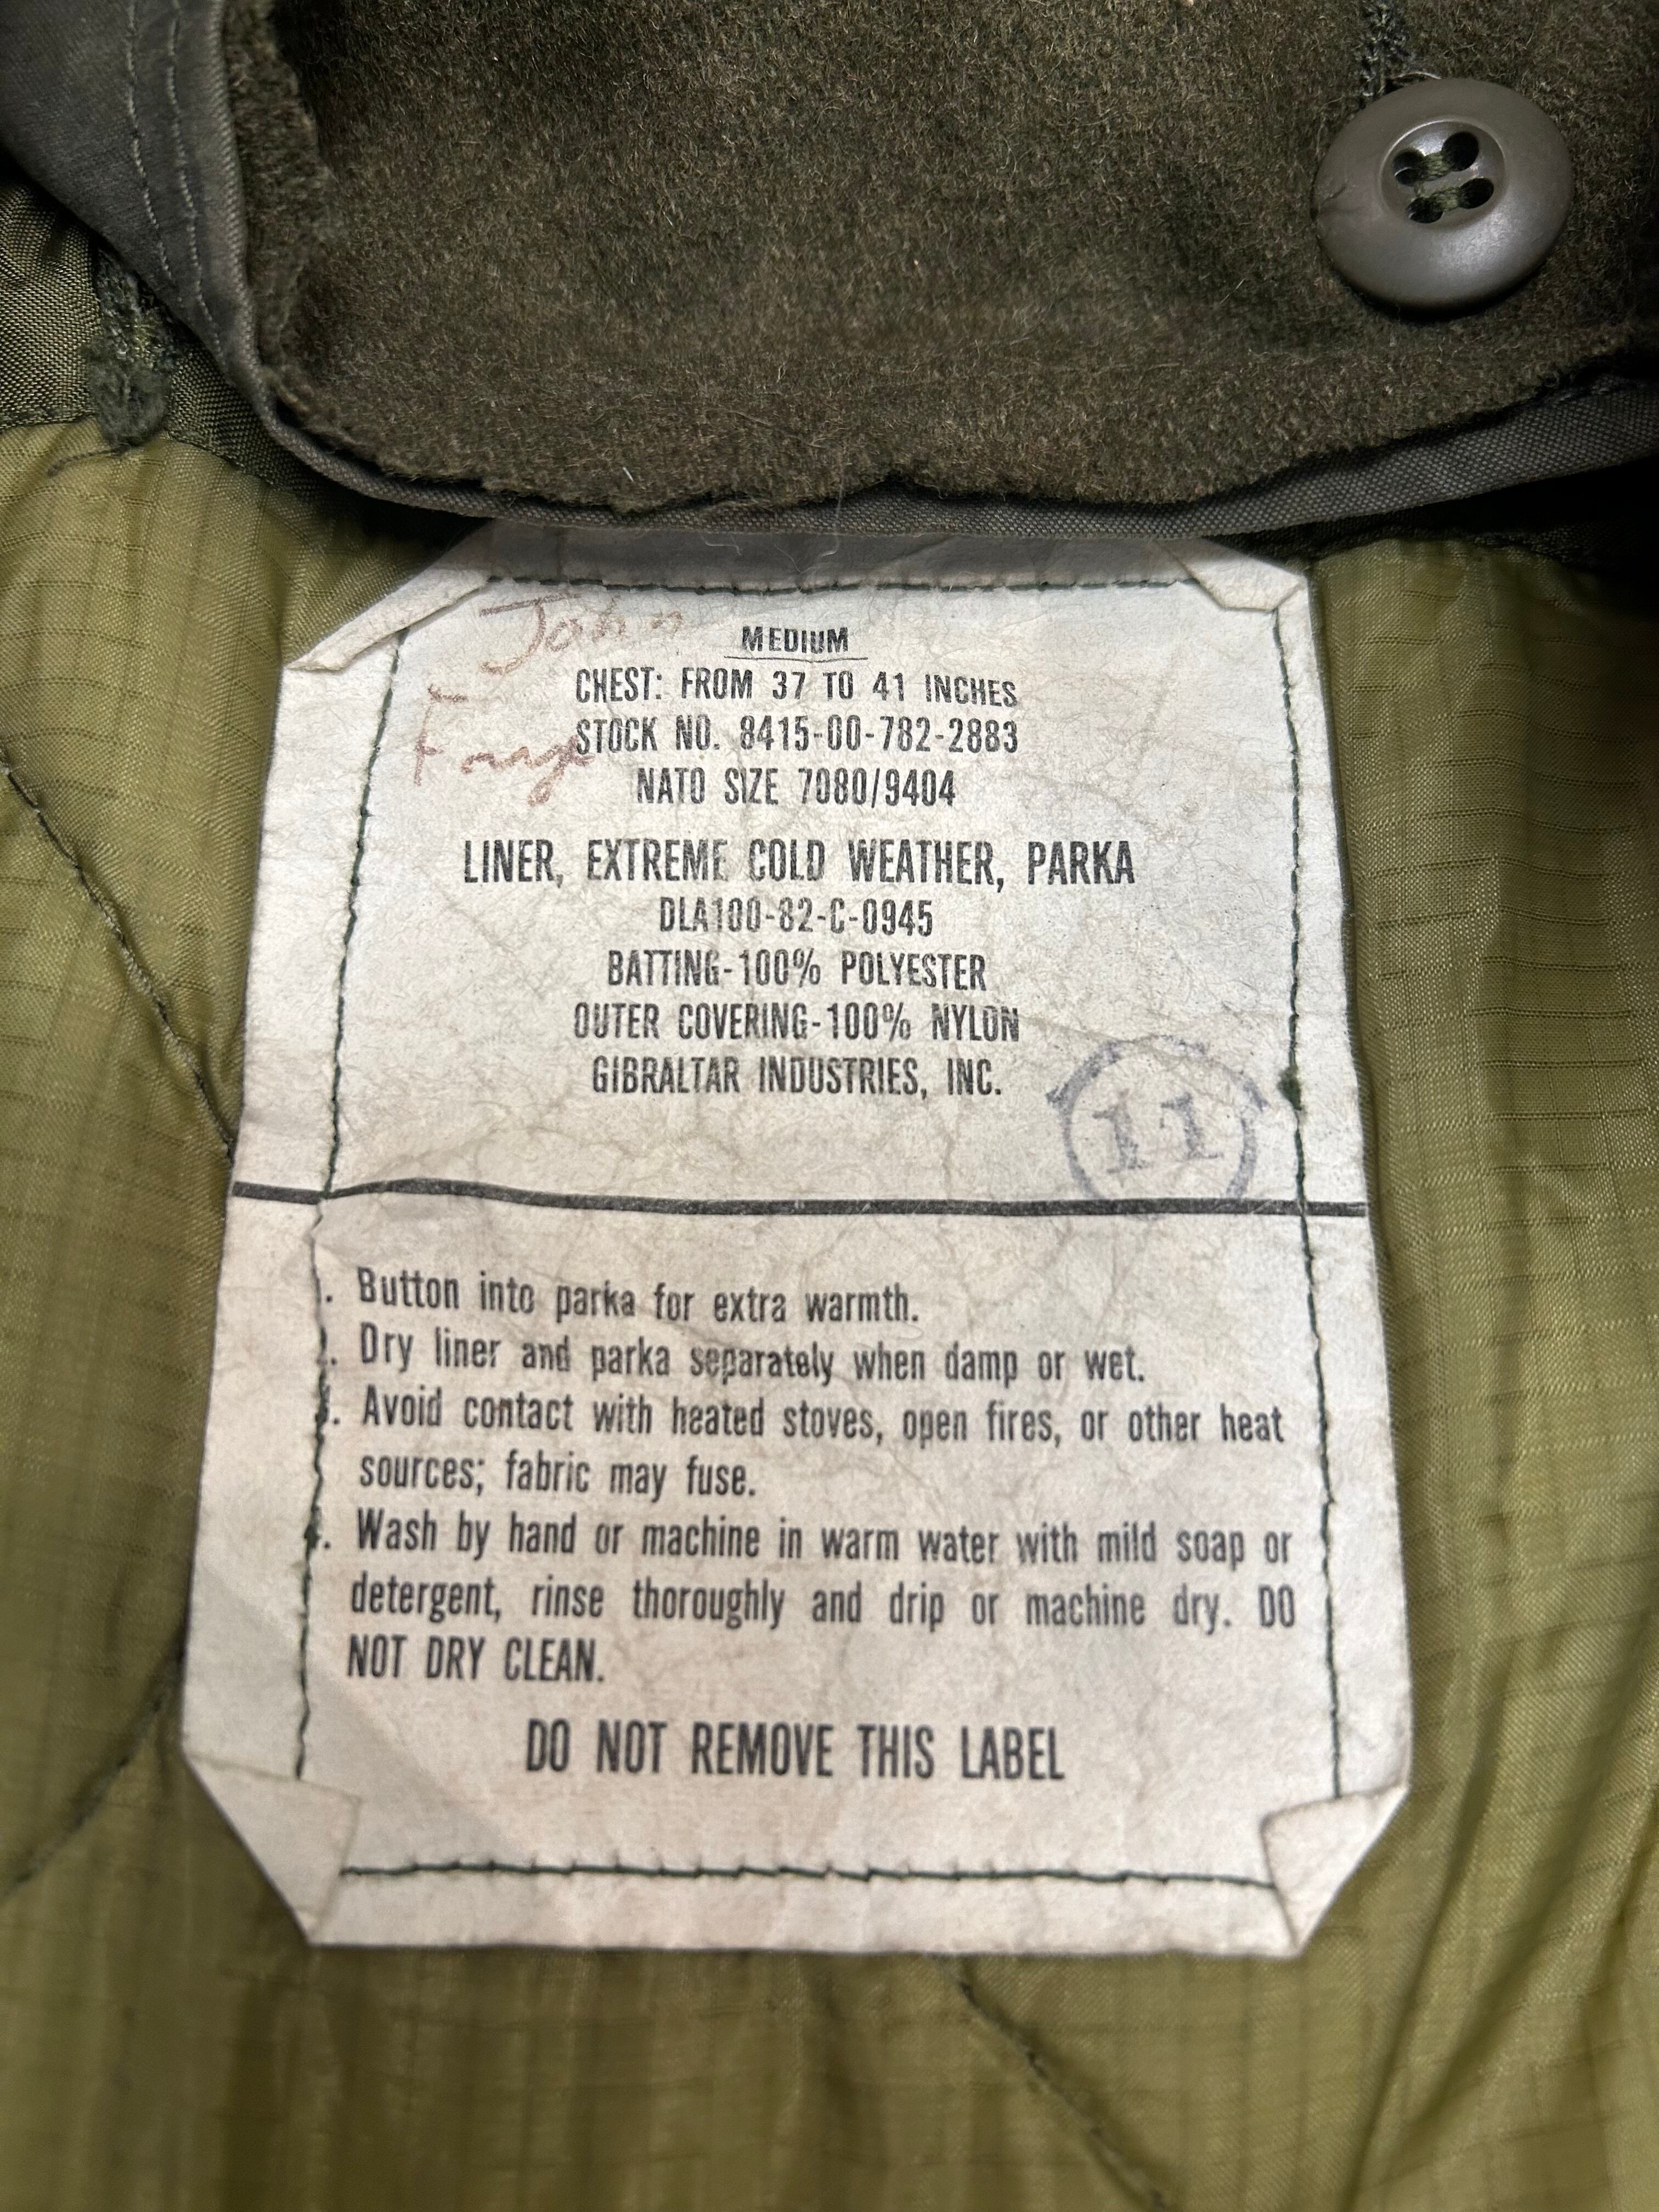 John
MEDIUM
CHEST: FROM 37 TO 41 INCHES
STOCK NO. 8415-00-782-2883
NATO SIZE 7080/9404
LINER, EXTREME COLD WEATHER, PARKA
DLA100-82-C-0945
BATTING-100% POLYESTER
OUTER COVERING-100% NYLON
GIBRALTAR INDUSTRIES, INC.
11
. Button into parka for extra warmth.
. Dry liner and parka separately when damp or wet.
. Avoid contact with heated stoves, open fires, or other heat
sources; fabric may fuse.
. Wash by hand or machine in warm water with mild soap or
detergent, rinse thoroughly and drip or machine dry. DO
NOT DRY CLEAN.
DO NOT REMOVE THIS LABEL